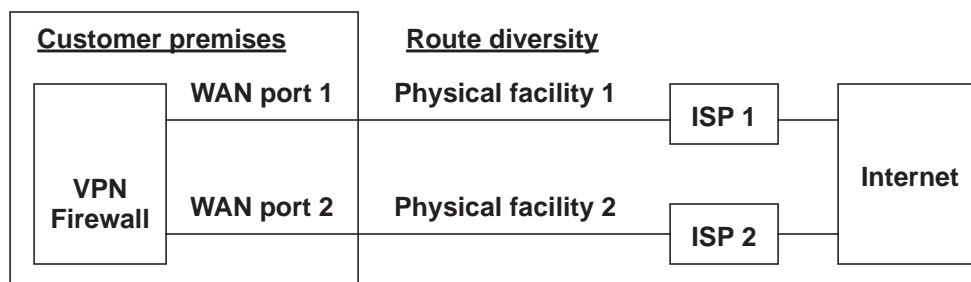 Customer premises
Route diversity
WAN port 1
Physical facility 1
ISP 1
VPN
Firewall
Internet
WAN port 2
Physical facility 2
ISP 2